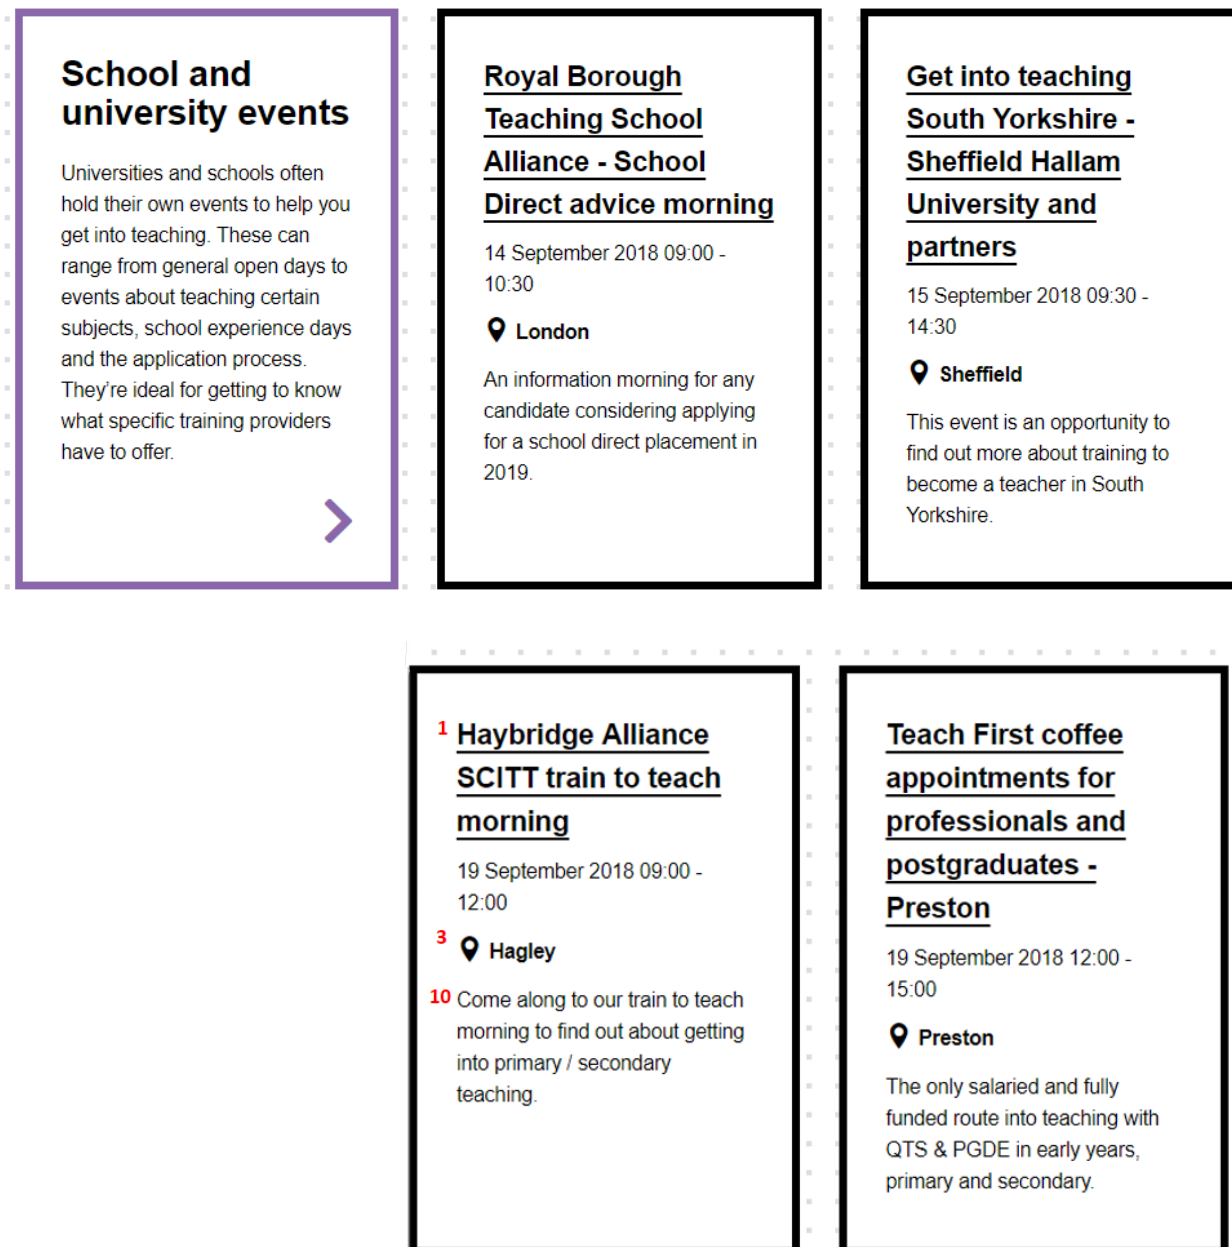 School and
university events
Universities and schools often
hold their own events to help you
get into teaching. These can
range from general open days to
events about teaching certain
subjects, school experience days
and the application process.
They're ideal for getting to know
what specific training providers
have to offer.
Royal Borough
Teaching School
Alliance - School
Direct advice morning
14 September 2018 09:00 -
10:30
London
An information morning for any
candidate considering applying
for a school direct placement in
2019.
Get into teaching
South Yorkshire -
Sheffield Hallam
University and
partners
15 September 2018 09:30 -
14:30
Sheffield
This event is an opportunity to
find out more about training to
become a teacher in South
Yorkshire.
1 Haybridge Alliance
SCITT train to teach
morning
19 September 2018 09:00 -
12:00
3 Hagley
10 Come along to our train to teach
morning to find out about getting
into primary / secondary
teaching.
Teach First coffee
appointments for
professionals and
postgraduates -
Preston
19 September 2018 12:00 -
15:00
Preston
The only salaried and fully
funded route into teaching with
QTS & PGDE in early years,
primary and secondary.